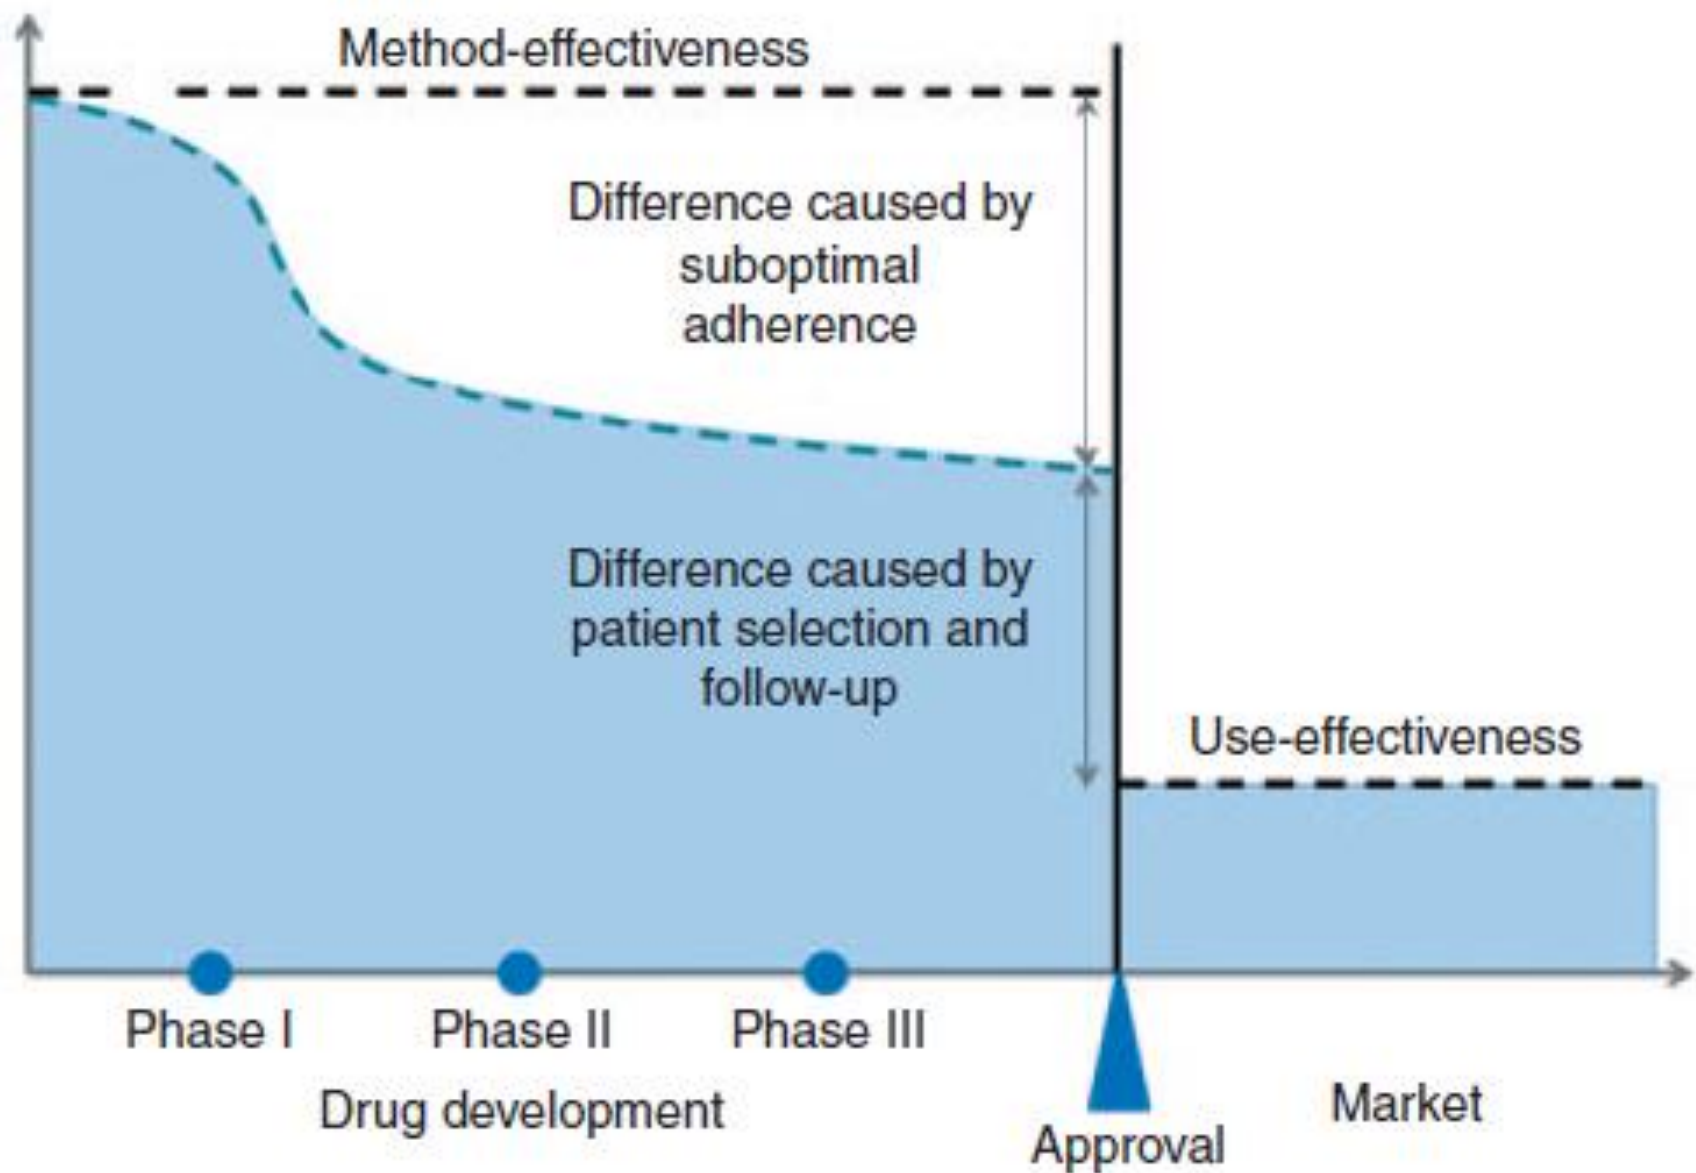 Method-effectiveness
Difference caused by
suboptimal
adherence
Difference caused by
patient selection and
follow-up
Use-effectiveness
Phase I
Phase II
Phase III
Drug development
Market
Approval